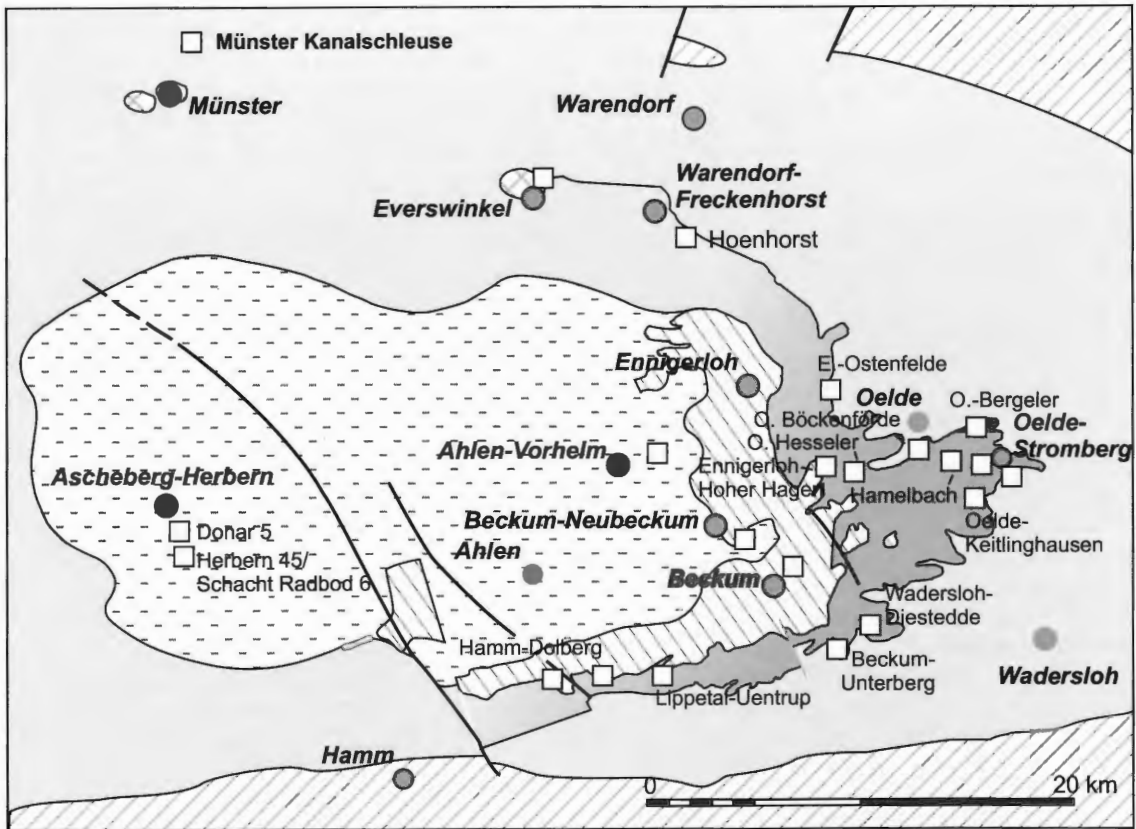 Münster Kanalschleuse
Münster
Warendorf
Warendorf-
Freckenhorst
Everswinkel
Hoenhorst
Ennigerloh
E.-Ostenfelde
Oelde
O.-Bergeler
O. Böckenförde
Oelde-
Stromberg
O. Hesseler
Ahlen-Vorhelm
Ennigerloh-
Hoher Hagen
Ascheberg-Herbern
Hamelbach
Beckum-Neubeckum
Oelde-
Keitlinghausen
Donar 5
Ahlen
Herbern 45/
Schacht Radbod 6
Beckum
Wadersloh-
Diestedde
Hamm-Dolberg
Beckum-
Unterberg
Wadersloh
Lippetal-Uentrup
Hamm
0
20 km